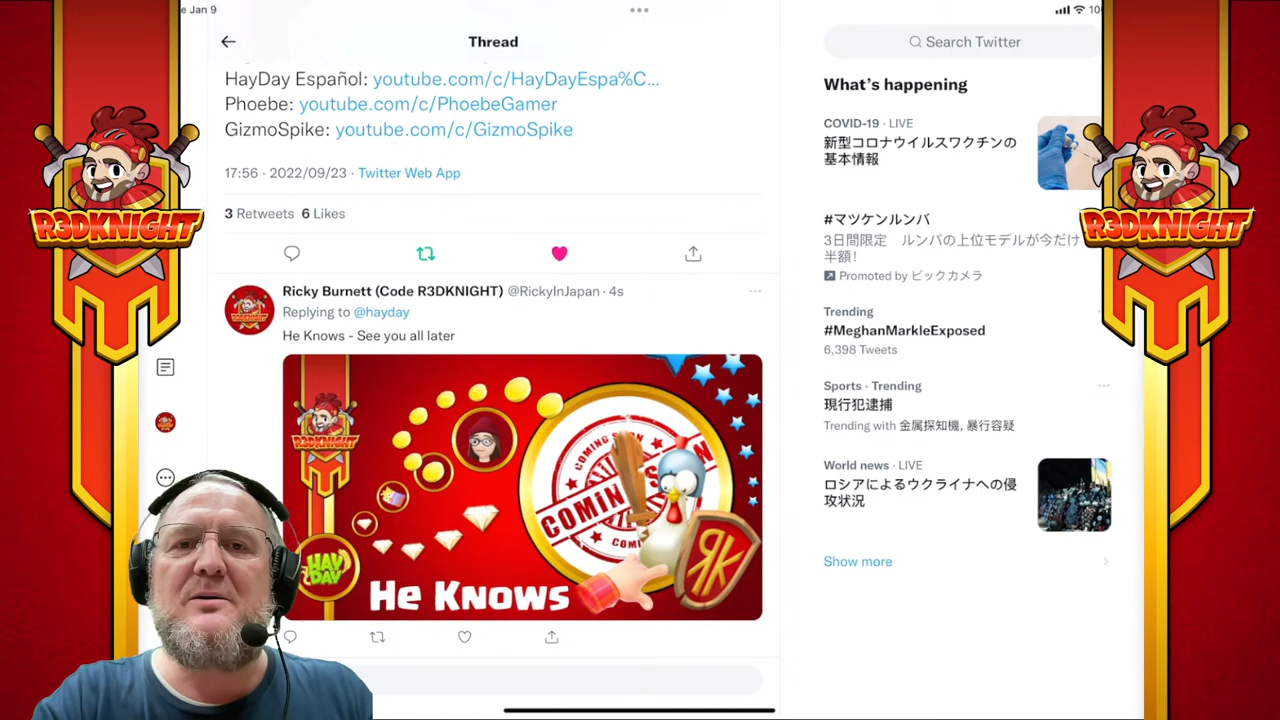 e Jan 9
10
Thread
HayDay Español: youtube.com/c/HayDayEspa%C...
Phoebe: youtube.com/c/PhoebeGamer
GizmoSpike: youtube.com/c/GizmoSpike
17:56 · 2022/09/23 · Twitter Web App
3 Retweets 6 Likes
Ricky Burnett (Code R3DKNIGHT) @RickyInJapan · 4s
Replying to @hayday
He Knows - See you all later
R3DKNIGHT
COMING SOON
COMIN
N
COMI
RK
HAY
DAY
He Knows
Search Twitter
What's happening
COVID-19 · LIVE
新型コロナウイルスワクチンの
基本情報
#マツケンルンバ
3日間限定 ルンバの上位モデルが今だけ
半額!
Promoted by ビックカメラ
Trending
#MeghanMarkleExposed
6,398 Tweets
Sports · Trending
現行犯逮捕
Trending with 金属探知機, 暴行容疑
World news · LIVE
ロシアによるウクライナへの侵
攻状況
Show more
R3DKNIGHT
R3DKNIGHT